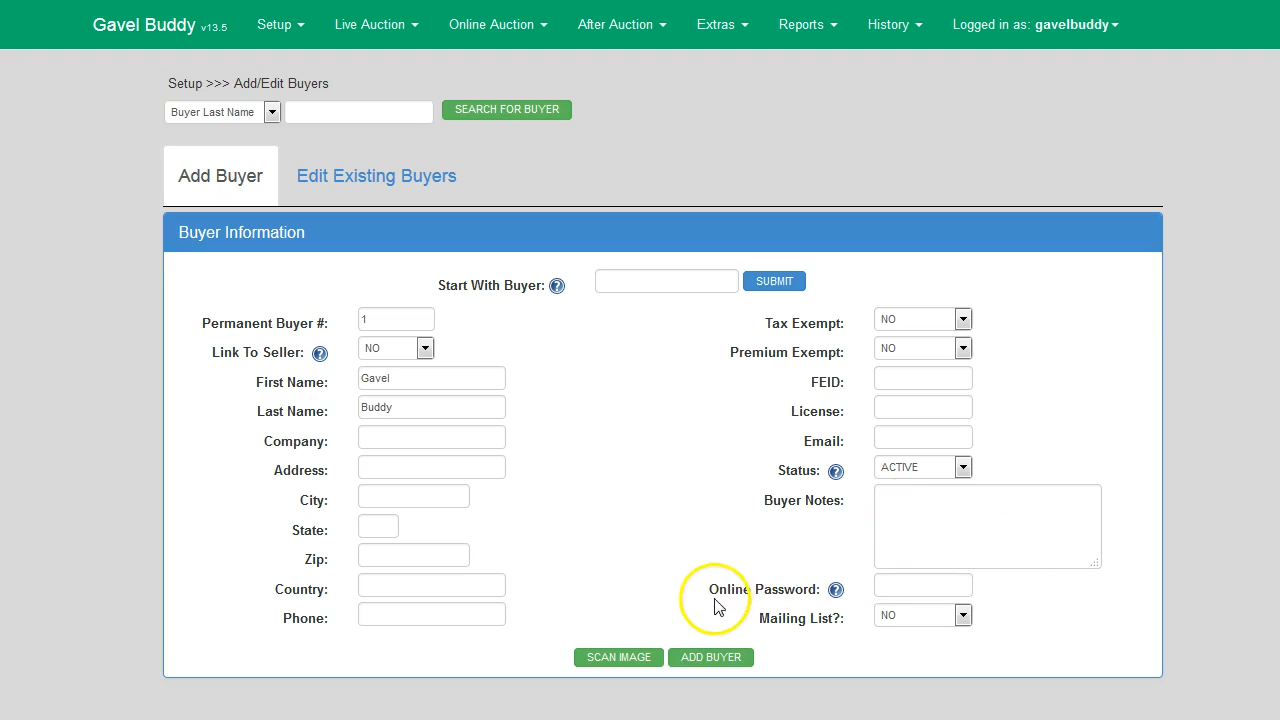 Gavel Buddy v13.5 Setup Live Auction Online Auction After Auction Extras Reports History Logged in as: gavelbuddy
Setup >>> Add/Edit Buyers
Buyer Last Name SEARCH FOR BUYER
Add Buyer Edit Existing Buyers
Buyer Information
Start With Buyer: ? SUBMIT
Permanent Buyer #: 1 Tax Exempt: NO
Link To Seller: ? NO Premium Exempt: NO
First Name: Gavel FEID:
Last Name: Buddy License:
Company: Email:
Address: Status: ? ACTIVE
City: Buyer Notes:
State:
Zip:
Country: Online Password: ?
Phone: Mailing List?: NO
SCAN IMAGE ADD BUYER